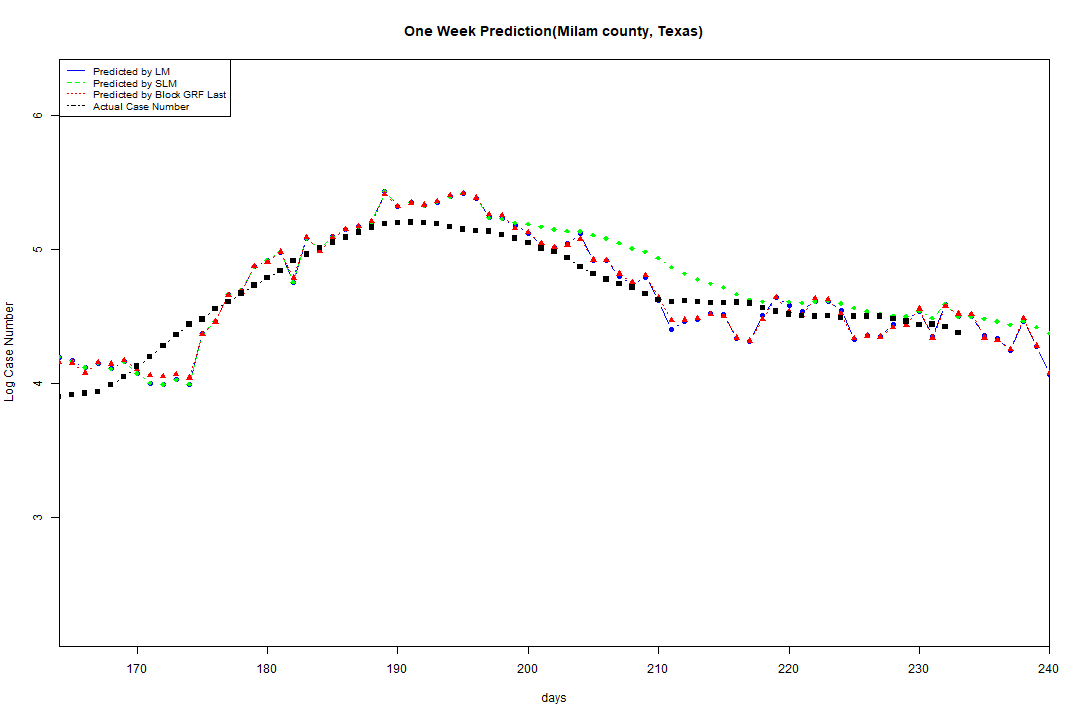 One Week Prediction(Milam county, Texas)
Predicted by LM
Predicted by SLM
Predicted by Block GRF Last
Actual Case Number
6
5
4
3
Log Case Number
170 180 190 200 210 220 230 240
days